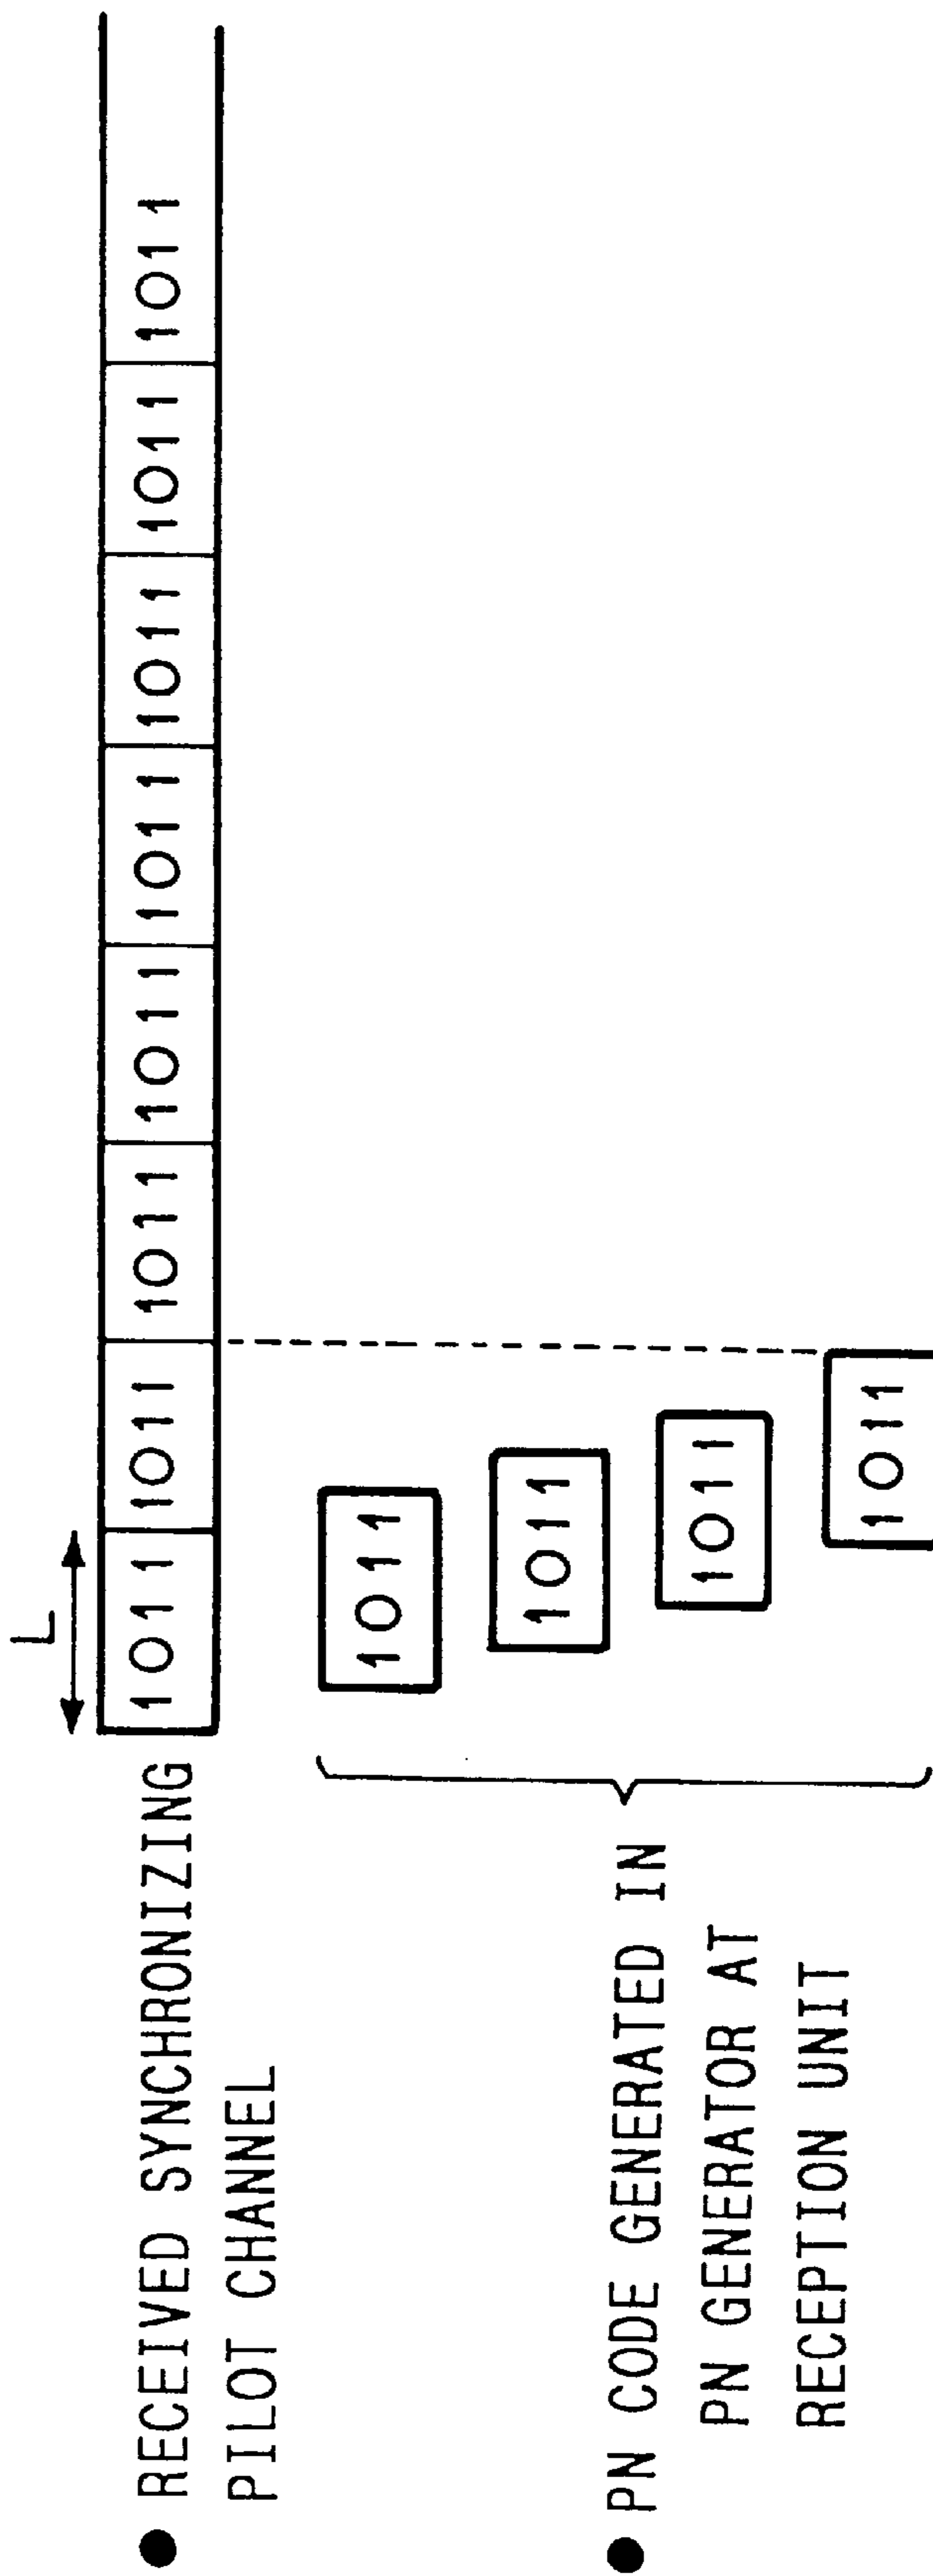 L
1011 1011 1011 1011 1011 1011 1011 1011
● RECEIVED SYNCHRONIZING
PILOT CHANNEL
1011
1011
1011
1011
● PN CODE GENERATED IN
PN GENERATOR AT
RECEPTION UNIT